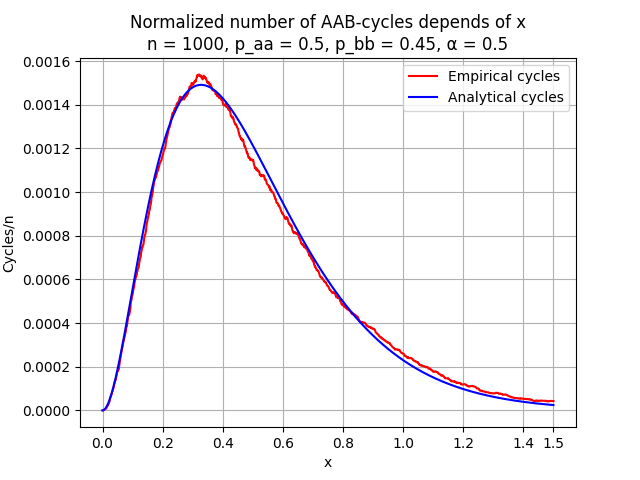 Normalized number of AAB-cycles depends of x
n = 1000, p_aa = 0.5, p_bb = 0.45, α = 0.5
Empirical cycles
Analytical cycles
0.0016
0.0014
0.0012
0.0010
0.0008
0.0006
0.0004
0.0002
0.0000
Cycles/n
0.0 0.2 0.4 0.6 0.8 1.0 1.2 1.4 1.5
x